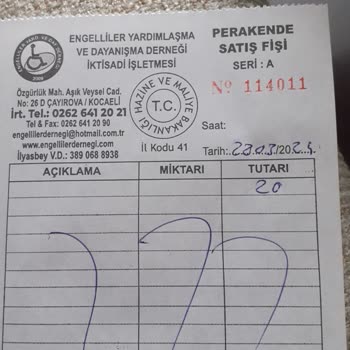 ENGELLİLER YARDIMLAŞMA
VE DAYANIŞMA DERNEĞİ
İKTİSADİ İŞLETMESİ
PERAKENDE
SATIŞ FİŞİ
SERİ : A
Nº 114011
Özgürlük Mah. Aşık Veysel Cad.
No: 26 D ÇAYIROVA / KOCAELİ
İrt. Tel.: 0262 641 20 21
Tel & Fax: 0262 641 20 90
engellilerdernegi@hotmail.com.tr
www.engellilerdernegi.com
İlyasbey V.D.: 389 068 8938
HAZİNE VE MALİYE BAKANLIĞI
T.C.
İl Kodu 41
Saat:
Tarih: 23.03/2024
AÇIKLAMA MİKTARI TUTARI
20